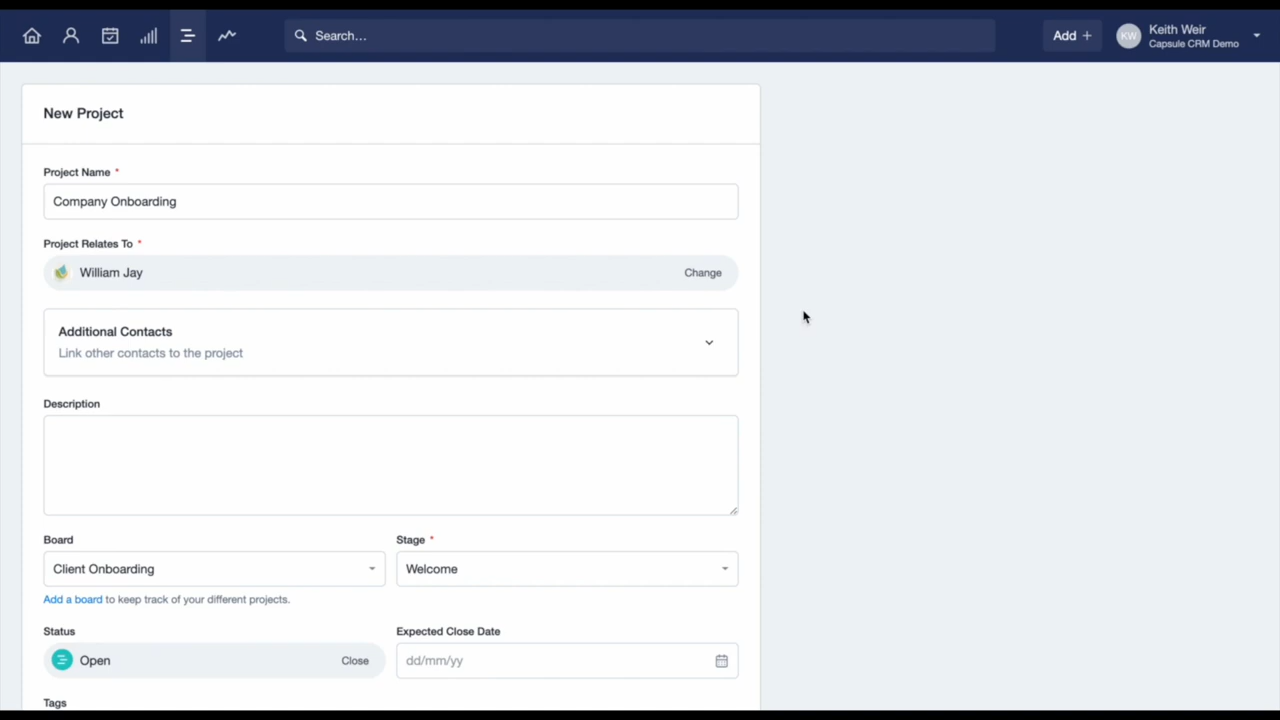 Search...
Add +
KW
Keith Weir
Capsule CRM Demo
New Project
Project Name *
Company Onboarding
Project Relates To *
William Jay
Change
Additional Contacts
Link other contacts to the project
Description
Board
Stage *
Client Onboarding
Welcome
Add a board to keep track of your different projects.
Status
Expected Close Date
Open
Close
dd/mm/yy
Tags